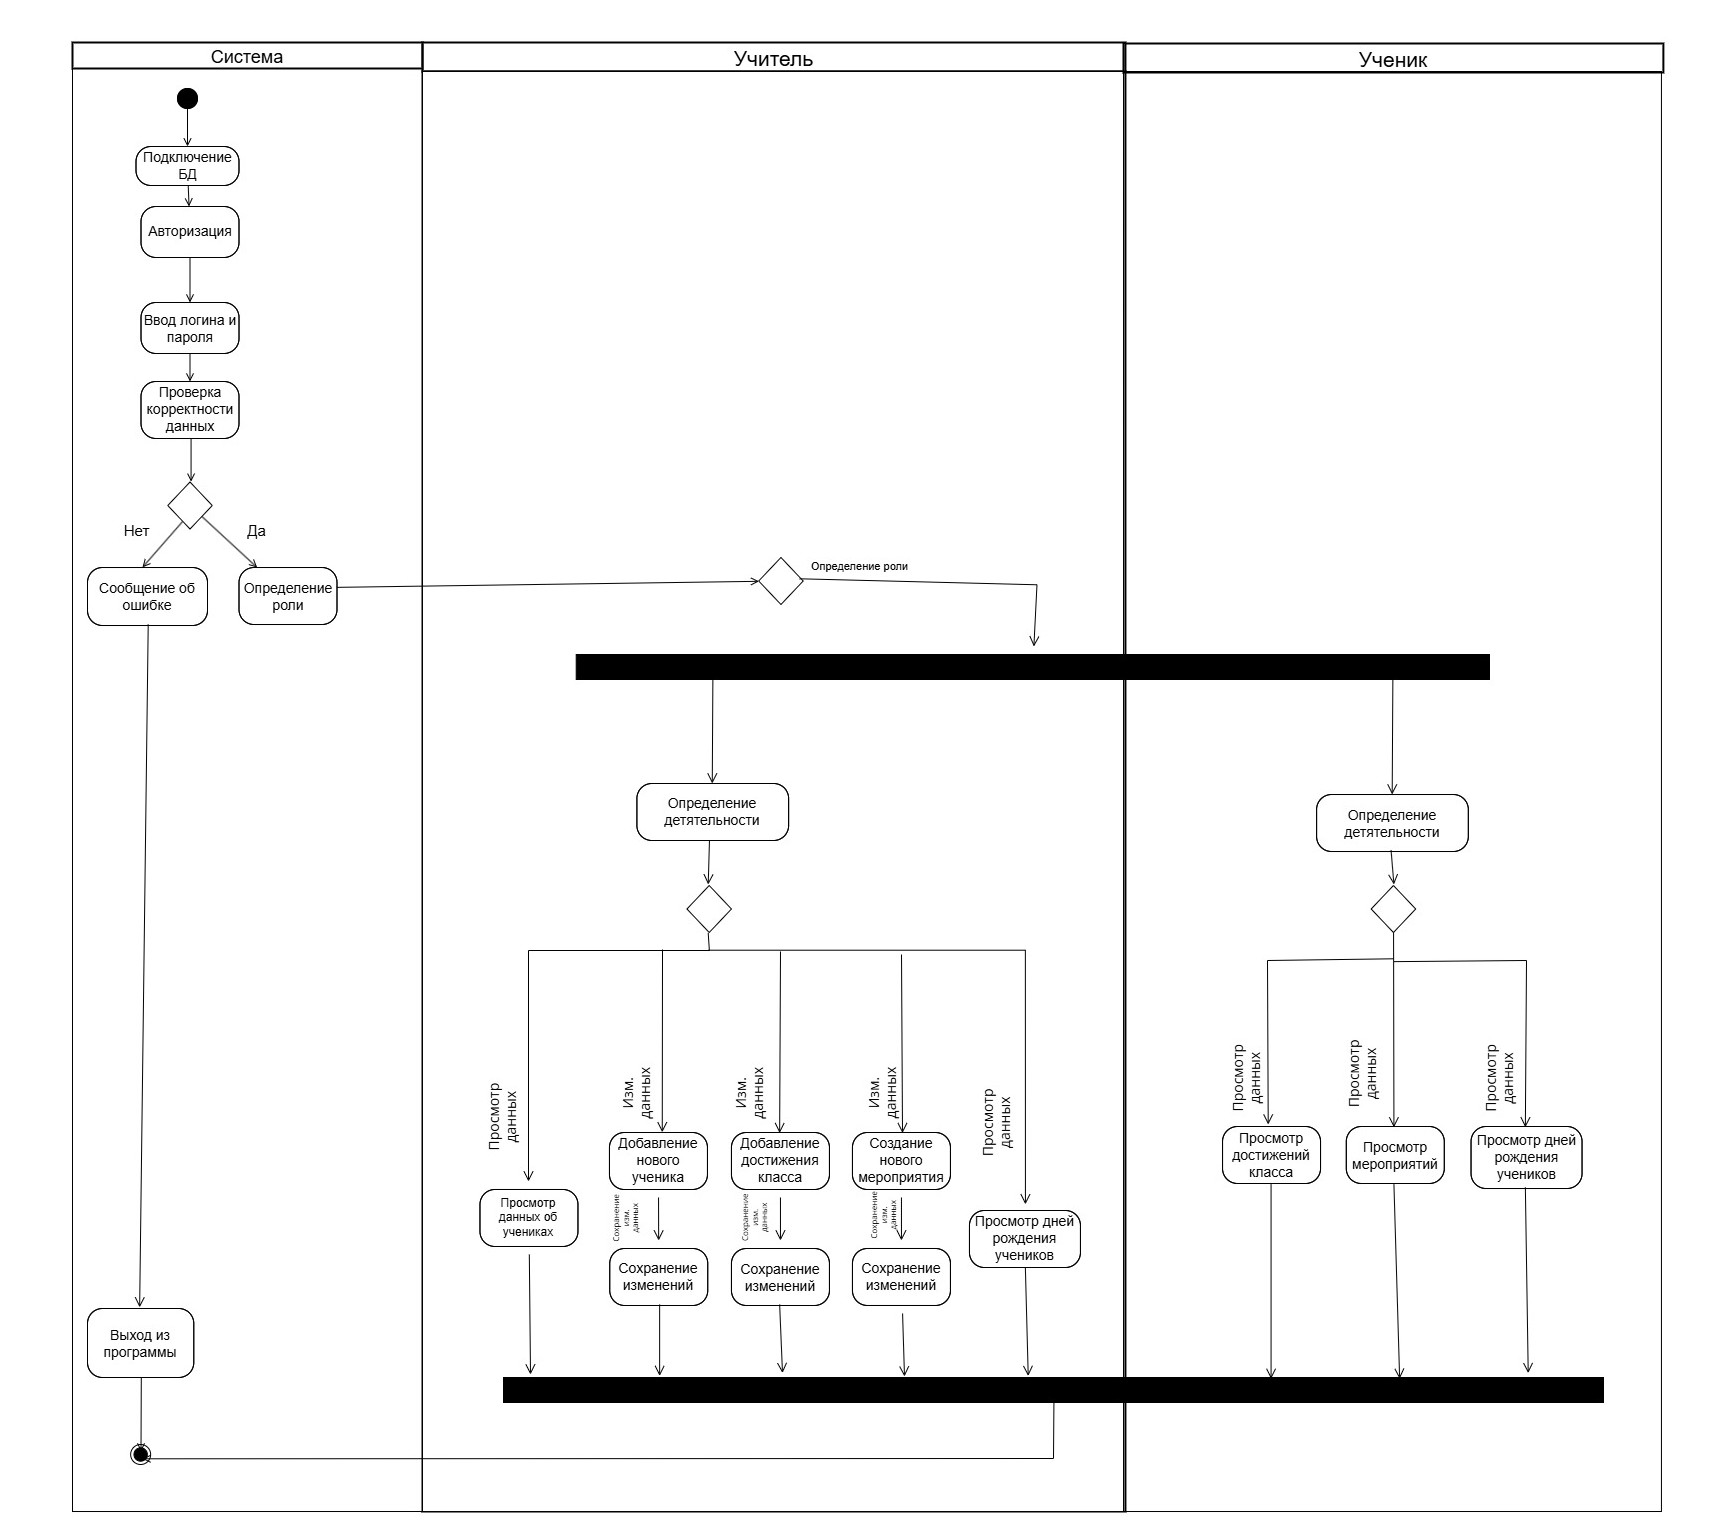 Система
Учитель
Ученик
Подключение
БД
Авторизация
Ввод логина и
пароля
Проверка
корректности
данных
Нет
Да
Сообщение об
ошибке
Определение
роли
Определение роли
Определение
детятельности
Определение
детятельности
Просмотр
данных
Изм.
данных
Изм.
данных
Изм.
данных
Просмотр
данных
Просмотр
данных
Просмотр
данных
Просмотр
данных
Добавление
нового
ученика
Добавление
достижения
класса
Создание
нового
мероприятия
Просмотр
достижений
класса
Просмотр
мероприятий
Просмотр дней
рождения
учеников
Просмотр
данных об
учениках
Сохранение
изм.
данных
Сохранение
изм.
данных
Сохранение
изм.
данных
Просмотр дней
рождения
учеников
Сохранение
изменений
Сохранение
изменений
Сохранение
изменений
Выход из
программы